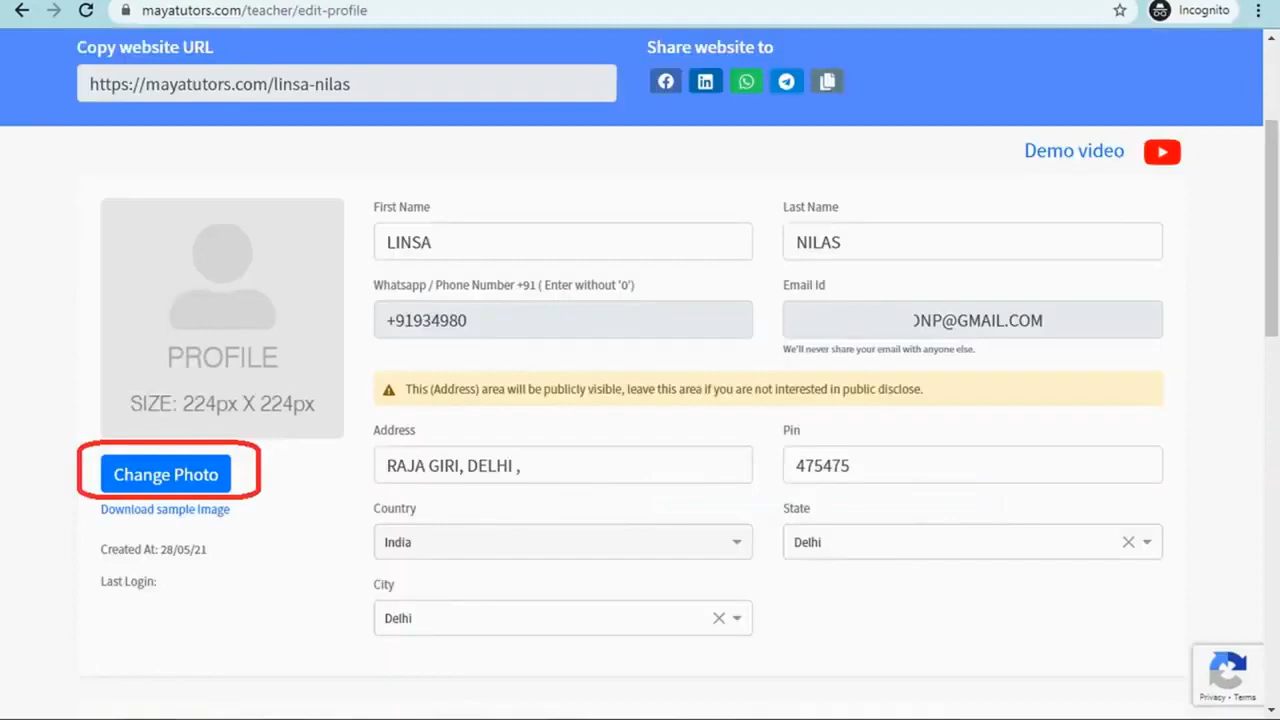 mayatutors.com/teacher/edit-profile
Incognito
Copy website URL
Share website to
https://mayatutors.com/linsa-nilas
Demo video
PROFILE
SIZE: 224px X 224px
Change Photo
Download sample Image
Created At: 28/05/21
Last Login:
First Name
Last Name
LINSA
NILAS
Whatsapp / Phone Number +91 ( Enter without '0')
Email Id
+91934980
NP@GMAIL.COM
We'll never share your email with anyone else.
This (Address) area will be publicly visible, leave this area if you are not interested in public disclose.
Address
Pin
RAJA GIRI, DELHI ,
475475
Country
State
India
Delhi
City
Delhi
Privacy - Terms